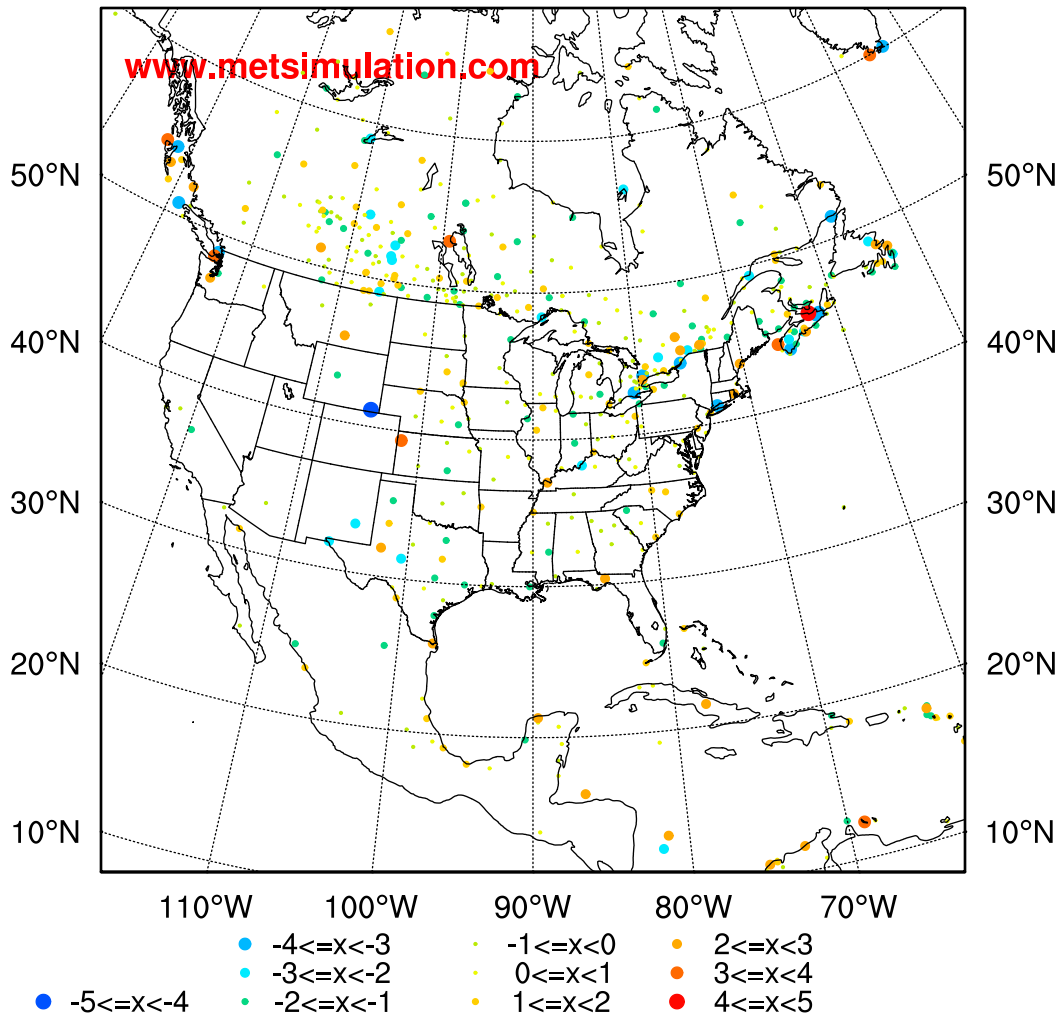 www.metsimulation.com
50°N 50°N
40°N 40°N
30°N 30°N
20°N 20°N
10°N 10°N
110°W 100°W 90°W 80°W 70°W
-4<=x<-3 -1<=x<0 2<=x<3
-3<=x<-2 0<=x<1 3<=x<4
-5<=x<-4 -2<=x<-1 1<=x<2 4<=x<5